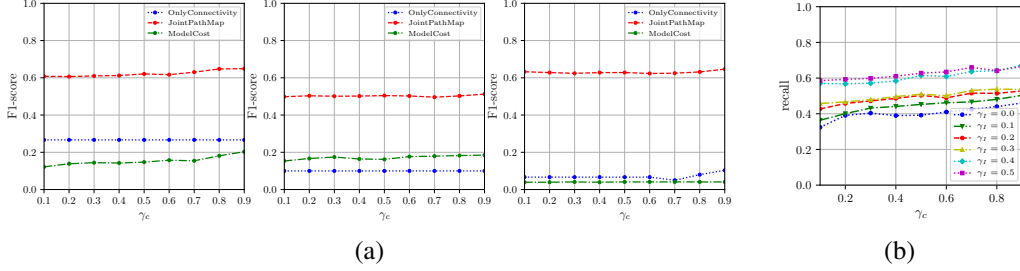 F1-score
1.0
0.8
0.6
0.4
0.2
0.0
OnlyConnectivity
JointPathMap
ModelCost
0.1 0.2 0.3 0.4 0.5 0.6 0.7 0.8 0.9
γc
F1-score
1.0
0.8
0.6
0.4
0.2
0.0
OnlyConnectivity
JointPathMap
ModelCost
0.1 0.2 0.3 0.4 0.5 0.6 0.7 0.8 0.9
γc
F1-score
1.0
0.8
0.6
0.4
0.2
0.0
OnlyConnectivity
JointPathMap
ModelCost
0.1 0.2 0.3 0.4 0.5 0.6 0.7 0.8 0.9
γc
(a)
recall
1.0
0.8
0.6
0.4
0.2
0.0
γI = 0.0
γI = 0.1
γI = 0.2
γI = 0.3
γI = 0.4
γI = 0.5
0.2 0.4 0.6 0.8
γc
(b)